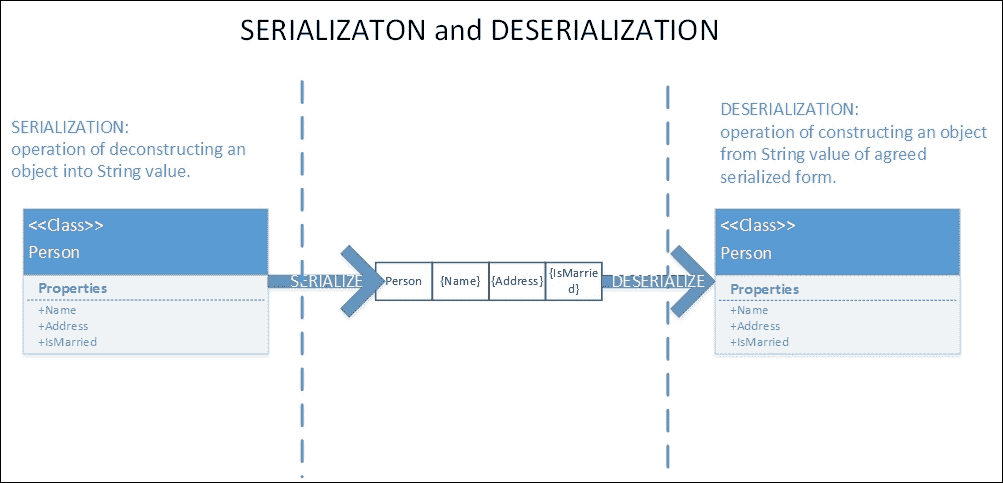 SERIALIZATON and DESERIALIZATION
SERIALIZATION:
operation of deconstructing an
object into String value.
DESERIALIZATION:
operation of constructing an object
from String value of agreed
serialized form.
<<Class>>
Person
Properties
+Name
+Address
+IsMarried
SERIALIZE
Person
{Name}
{Address}
{IsMarrie
d}
DESERIALIZE
<<Class>>
Person
Properties
+Name
+Address
+IsMarried